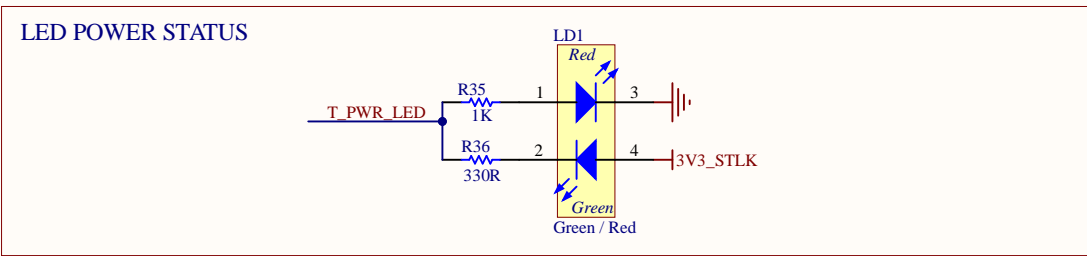 LED POWER STATUS
LD1
Red
R35
1
3
1K
T_PWR_LED
R36
2
4
3V3_STLK
330R
Green
Green / Red